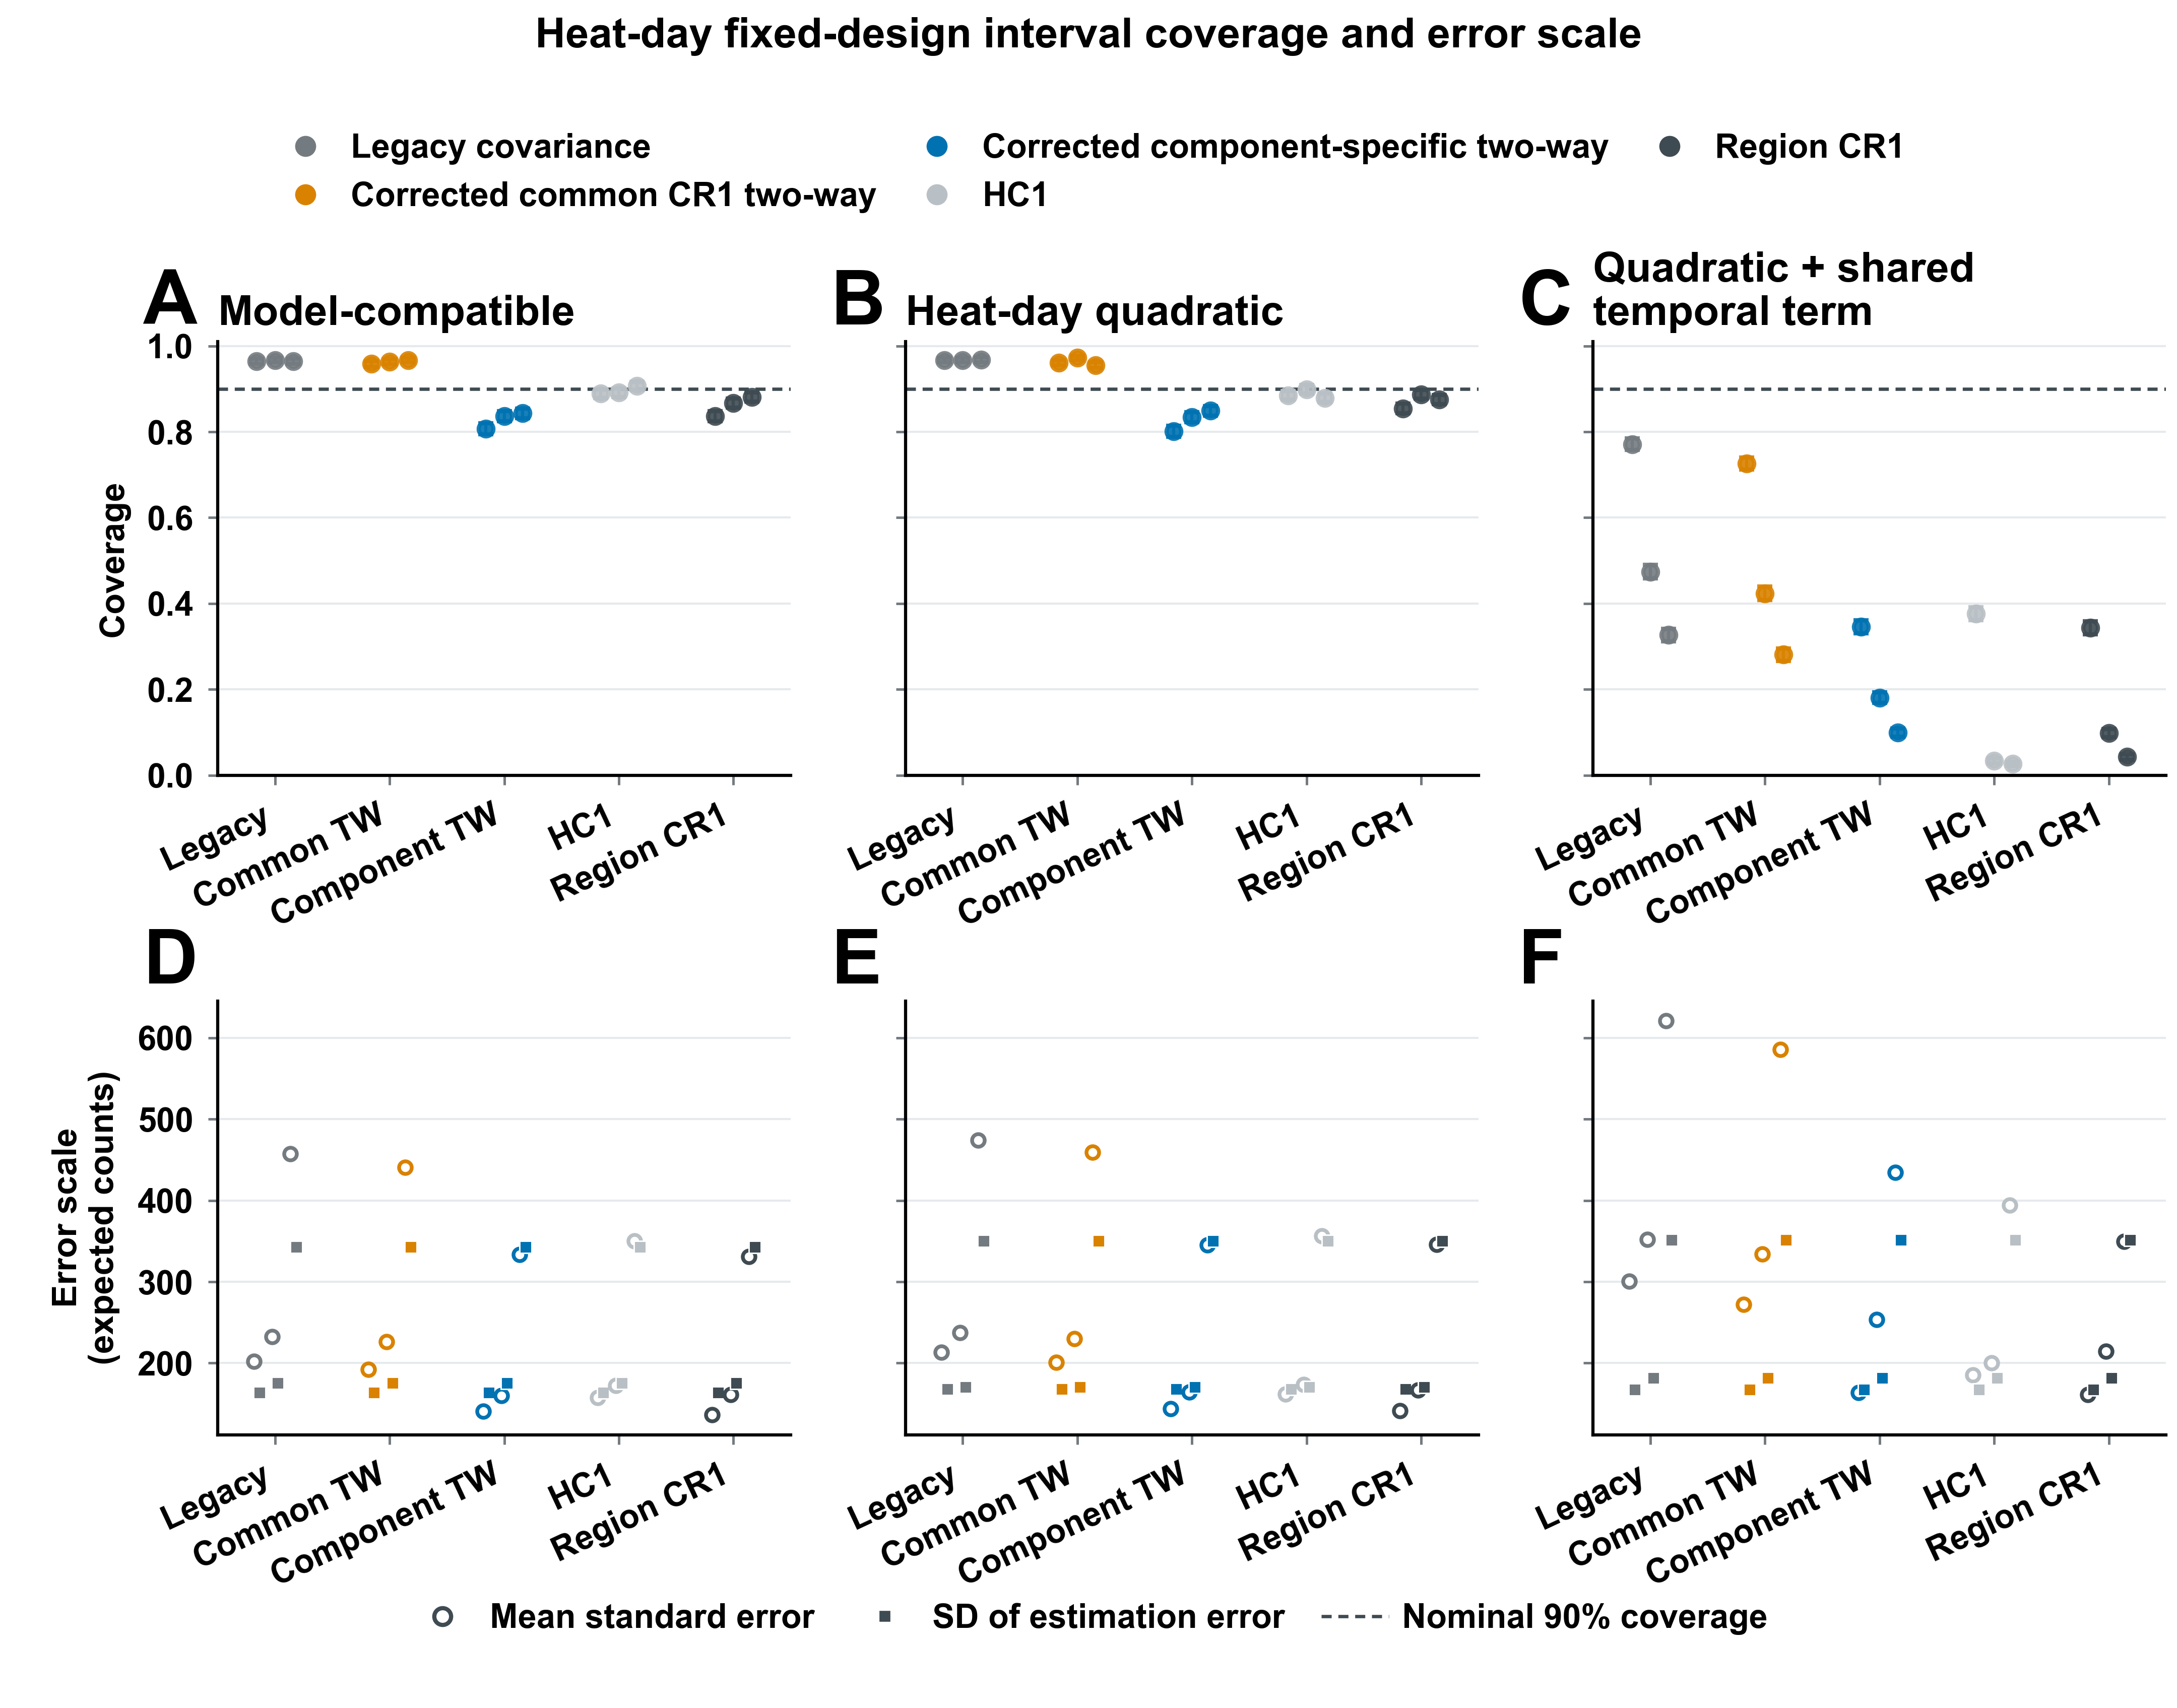 Heat-day fixed-design interval coverage and error scale
Legacy covariance
Corrected component-specific two-way
Region CR1
Corrected common CR1 two-way
HC1
A
Model-compatible
B
Heat-day quadratic
C
Quadratic + shared
temporal term
Coverage
1.0
0.8
0.6
0.4
0.2
0.0
Legacy
Common TW
Component TW
HC1
Region CR1
Legacy
Common TW
Component TW
HC1
Region CR1
Legacy
Common TW
Component TW
HC1
Region CR1
D
E
F
Error scale
(expected counts)
600
500
400
300
200
Legacy
Common TW
Component TW
HC1
Region CR1
Legacy
Common TW
Component TW
HC1
Region CR1
Legacy
Common TW
Component TW
HC1
Region CR1
Mean standard error
SD of estimation error
Nominal 90% coverage